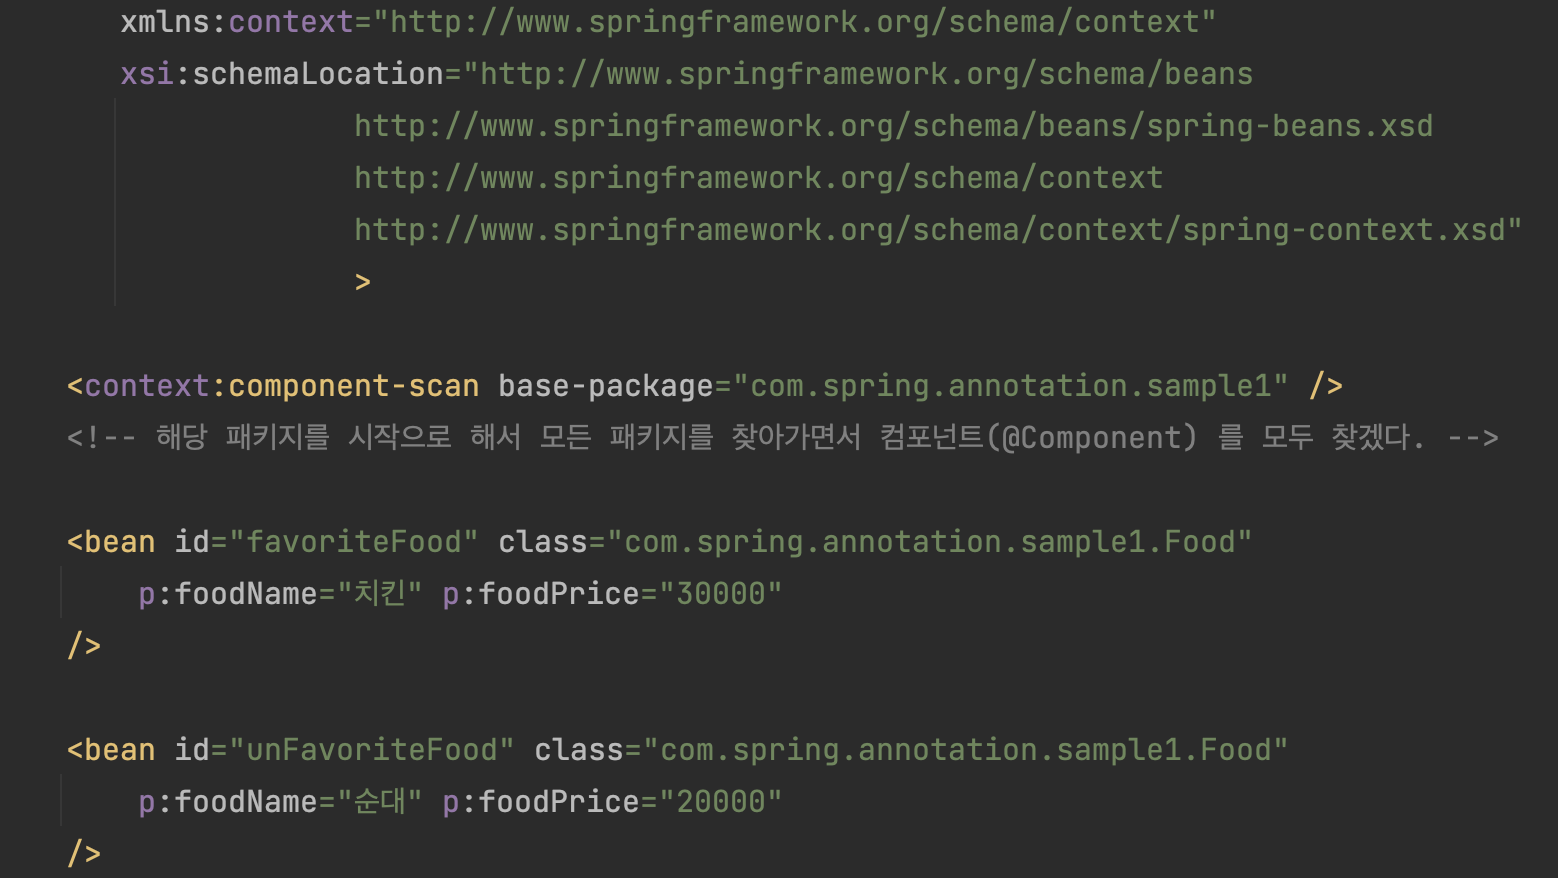 xmlns:context="http://www.springframework.org/schema/context"
xsi:schemaLocation="http://www.springframework.org/schema/beans
http://www.springframework.org/schema/beans/spring-beans.xsd
http://www.springframework.org/schema/context
http://www.springframework.org/schema/context/spring-context.xsd"
>
<context:component-scan base-package="com.spring.annotation.sample1" />
<!-- 해당 패키지를 시작으로 해서 모든 패키지를 찾아가면서 컴포넌트(@Component) 를 모두 찾겠다. -->
<bean id="favoriteFood" class="com.spring.annotation.sample1.Food"
p:foodName="치킨" p:foodPrice="30000"
/>
<bean id="unFavoriteFood" class="com.spring.annotation.sample1.Food"
p:foodName="순대" p:foodPrice="20000"
/>